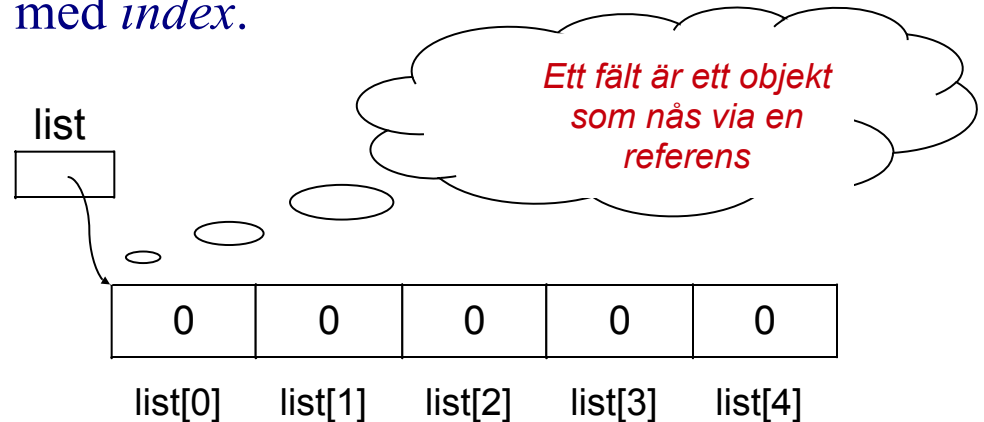 med index.
Ett fält är ett objekt
som nås via en
referens
list
0 0 0 0 0
list[0] list[1] list[2] list[3] list[4]